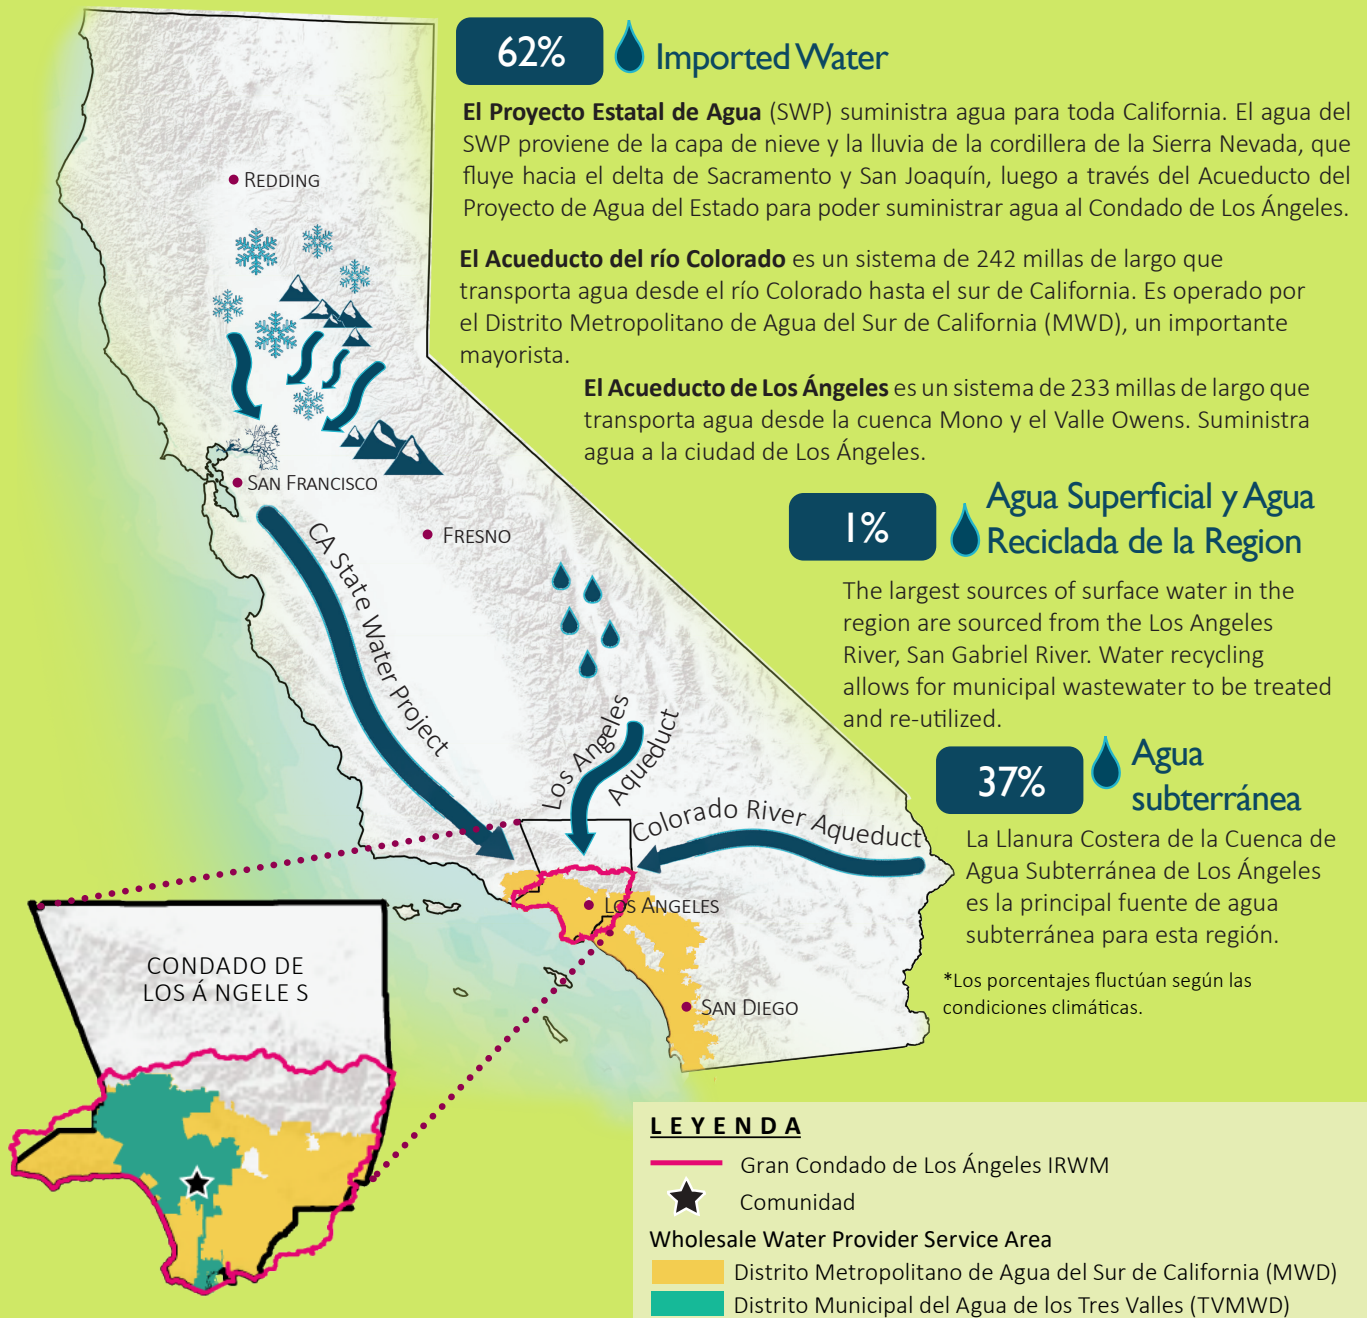 62%
Imported Water
El Proyecto Estatal de Agua (SWP) suministra agua para toda California. El agua del
SWP proviene de la capa de nieve y la lluvia de la cordillera de la Sierra Nevada, que
fluye hacia el delta de Sacramento y San Joaquín, luego a través del Acueducto del
Proyecto de Agua del Estado para poder suministrar agua al Condado de Los Ángeles.
El Acueducto del río Colorado es un sistema de 242 millas de largo que
transporta agua desde el río Colorado hasta el sur de California. Es operado por
el Distrito Metropolitano de Agua del Sur de California (MWD), un importante
mayorista.
El Acueducto de Los Ángeles es un sistema de 233 millas de largo que
transporta agua desde la cuenca Mono y el Valle Owens. Suministra
agua a la ciudad de Los Ángeles.
1%
Agua Superficial y Agua
Reciclada de la Region
The largest sources of surface water in the
region are sourced from the Los Angeles
River, San Gabriel River. Water recycling
allows for municipal wastewater to be treated
and re-utilized.
37%
Agua
subterránea
La Llanura Costera de la Cuenca de
Agua Subterránea de Los Ángeles
es la principal fuente de agua
subterránea para esta región.
*Los porcentajes fluctúan según las
condiciones climáticas.
REDDING
SAN FRANCISCO
FRESNO
CA State Water Project
Los Angeles
Aqueduct
Colorado River Aqueduct
LOS ANGELES
SAN DIEGO
CONDADO DE
LOS Á NGELE S
LEYENDA
Gran Condado de Los Ángeles IRWM
Comunidad
Wholesale Water Provider Service Area
Distrito Metropolitano de Agua del Sur de California (MWD)
Distrito Municipal del Agua de los Tres Valles (TVMWD)